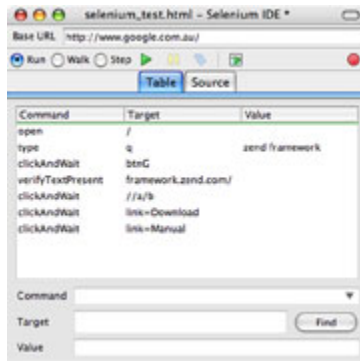 selenium_test.html - Selenium IDE *
Base URL http://www.google.com.au/
Run Walk Step
Table Source
Command Target Value
open /
type q zend framework
clickAndWait btnG
verifyTextPresent framework.zend.com/
clickAndWait //a/b
clickAndWait link=Download
clickAndWait link=Manual
Command
Target Find
Value